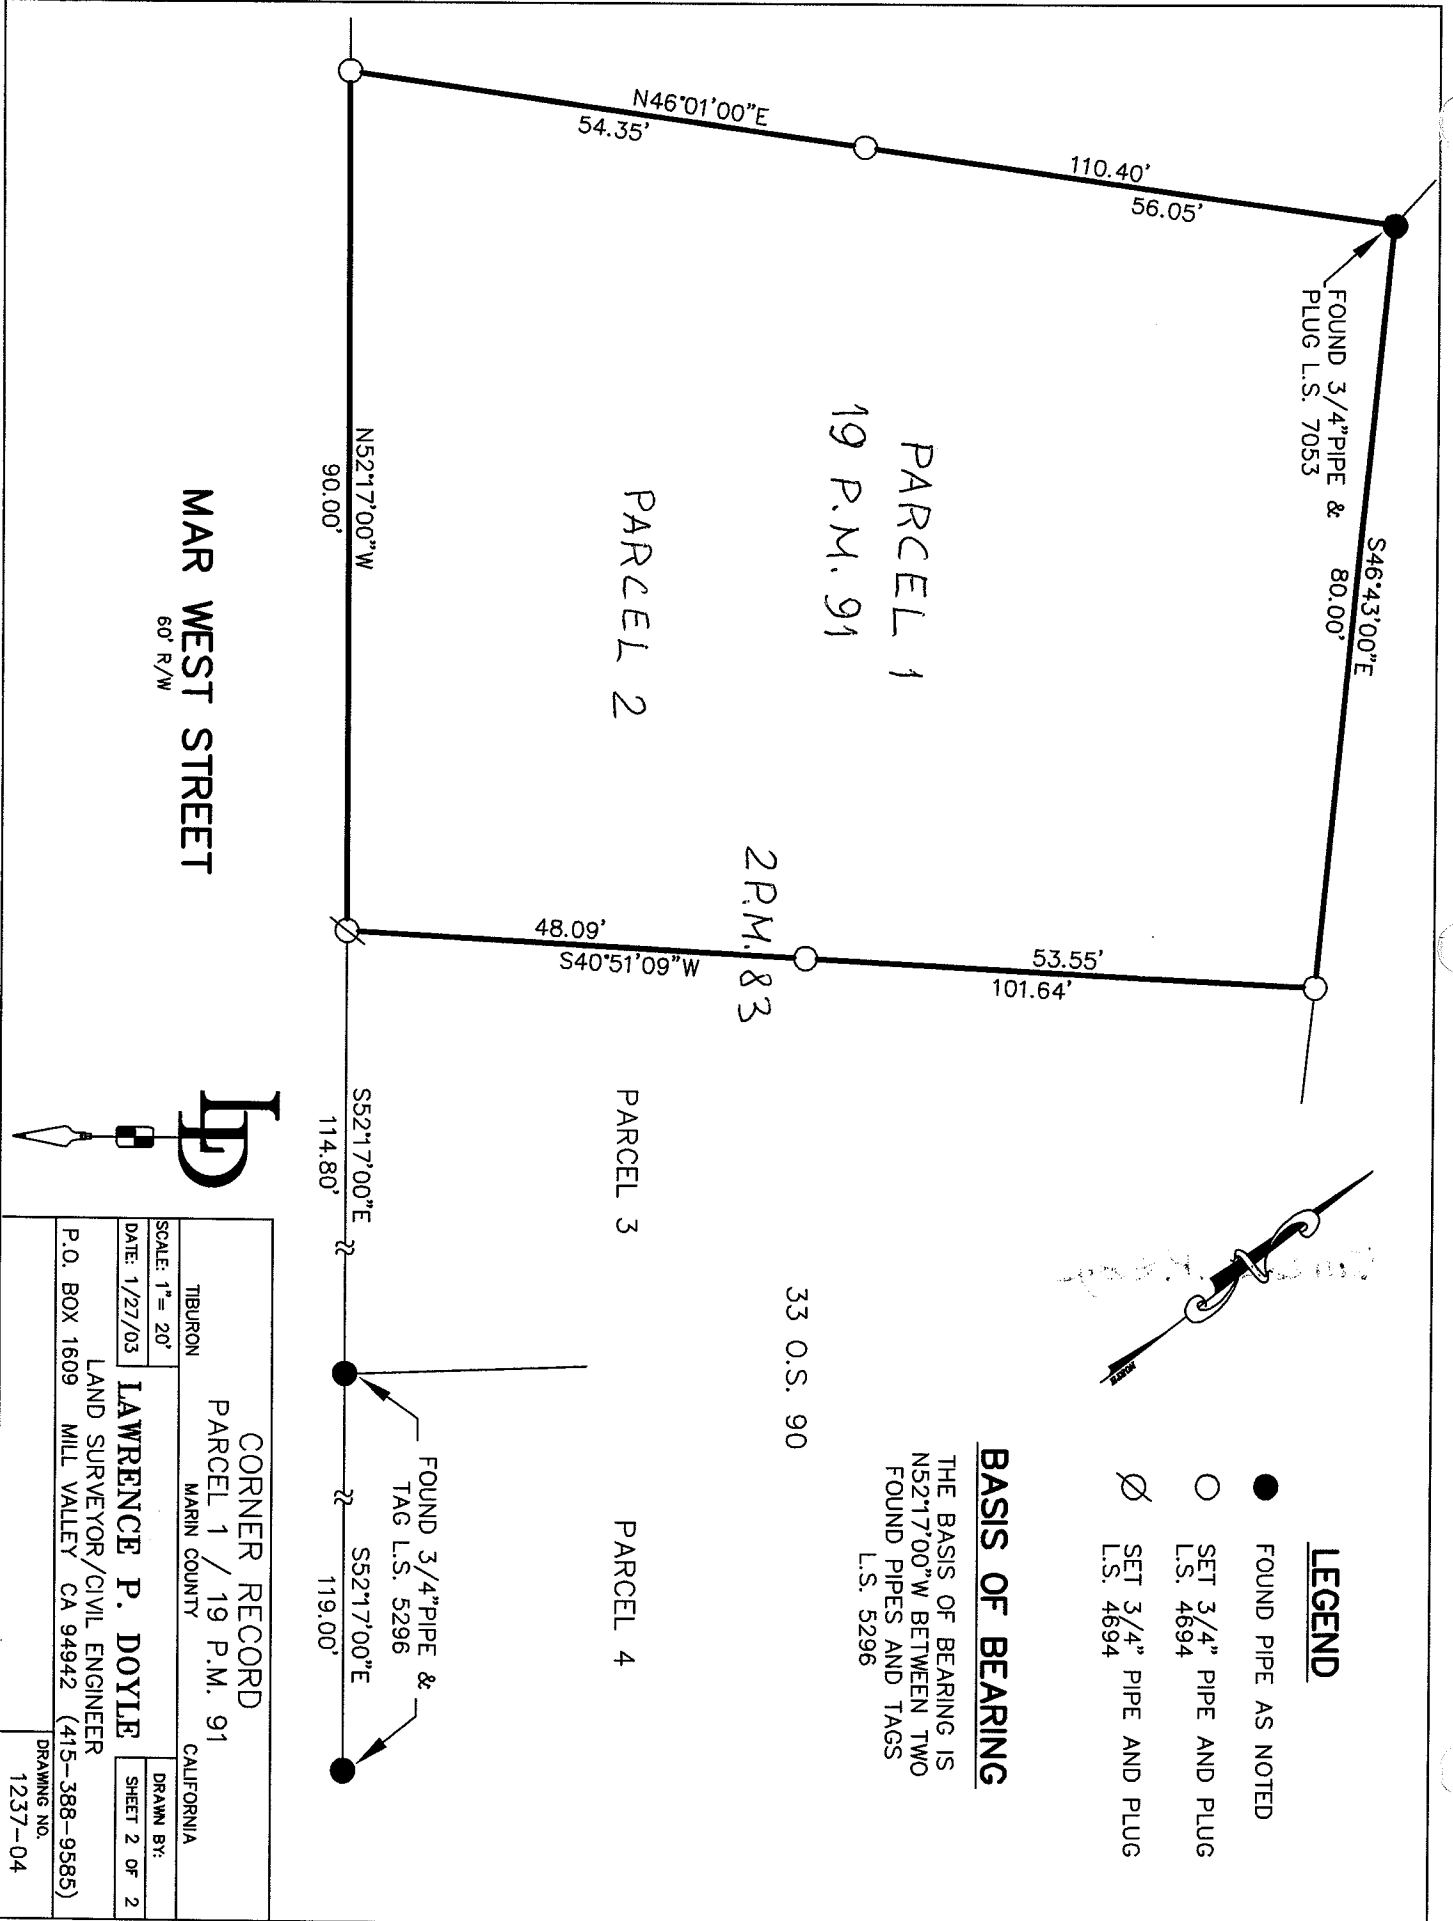 S46°43'00"E
80.00'
FOUND 3/4"PIPE &
PLUG L.S. 7053
110.40'
56.05'
N46°01'00"E
54.35'
PARCEL 1
19 P.M. 91
PARCEL 2
2 P.M. 83
53.55'
101.64'
48.09'
S40°51'09"W
N52°17'00"W
90.00'
MAR WEST STREET
60' R/W
PARCEL 3
S52°17'00"E
114.80'
33 O.S. 90
PARCEL 4
FOUND 3/4"PIPE &
TAG L.S. 5296
S52°17'00"E
119.00'
NORTH
LEGEND
FOUND PIPE AS NOTED
SET 3/4" PIPE AND PLUG
L.S. 4694
SET 3/4" PIPE AND PLUG
L.S. 4694
BASIS OF BEARING
THE BASIS OF BEARING IS
N52°17'00"W BETWEEN TWO
FOUND PIPES AND TAGS
L.S. 5296
LD
CORNER RECORD
PARCEL 1 / 19 P.M. 91
TIBURON MARIN COUNTY CALIFORNIA
SCALE: 1"= 20'
DATE: 1/27/03
LAWRENCE P. DOYLE
DRAWN BY:
SHEET 2 OF 2
LAND SURVEYOR/CIVIL ENGINEER
P.O. BOX 1609 MILL VALLEY CA 94942 (415-388-9585)
DRAWING NO.
1237-04